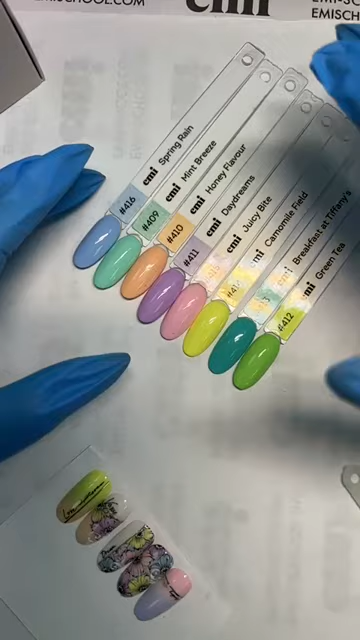 EMISCHOOL.COM
emi
EMISCHOOL
#416 emi Spring Rain
#409 emi Mint Breeze
#410 emi Honey Flavour
#411 emi Daydreams
emi Juicy Bite
emi Camomile Field
emi Breakfast at Tiffany's
#412 emi Green Tea